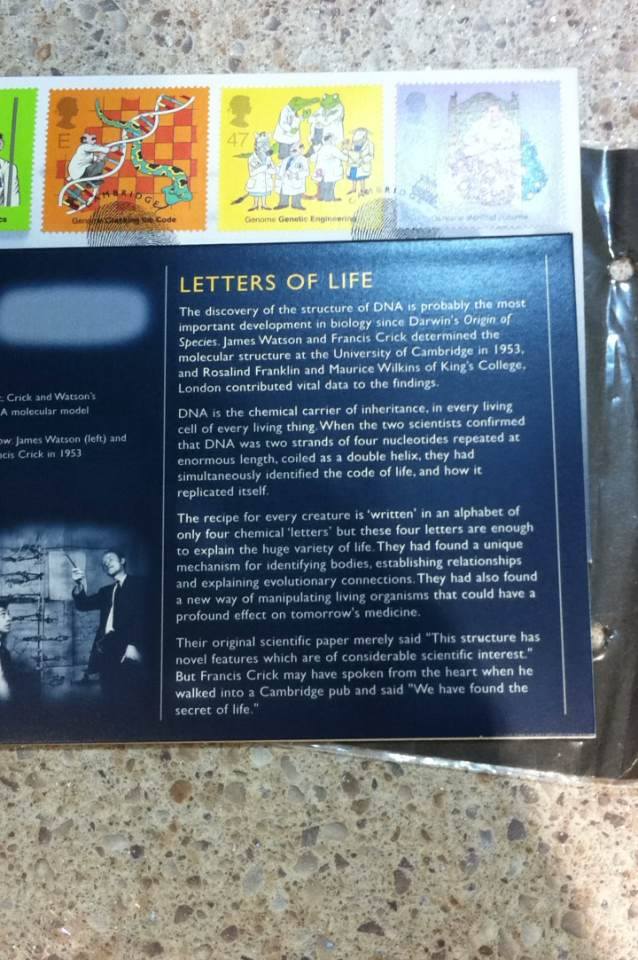 cs
E
CAMBRIDGE
Genome Cracking the Code
47
Genome Genetic Engineering
CAMBRIDGE
LETTERS OF LIFE
The discovery of the structure of DNA is probably the most
important development in biology since Darwin's Origin of
Species. James Watson and Francis Crick determined the
molecular structure at the University of Cambridge in 1953,
and Rosalind Franklin and Maurice Wilkins of King's College,
London contributed vital data to the findings.
DNA is the chemical carrier of inheritance, in every living
cell of every living thing. When the two scientists confirmed
that DNA was two strands of four nucleotides repeated at
enormous length, coiled as a double helix, they had
simultaneously identified the code of life, and how it
replicated itself.
The recipe for every creature is 'written' in an alphabet of
only four chemical 'letters' but these four letters are enough
to explain the huge variety of life. They had found a unique
mechanism for identifying bodies, establishing relationships
and explaining evolutionary connections. They had also found
a new way of manipulating living organisms that could have a
profound effect on tomorrow's medicine.
Their original scientific paper merely said "This structure has
novel features which are of considerable scientific interest."
But Francis Crick may have spoken from the heart when he
walked into a Cambridge pub and said "We have found the
secret of life."
: Crick and Watson's
A molecular model
ow: James Watson (left) and
ncis Crick in 1953